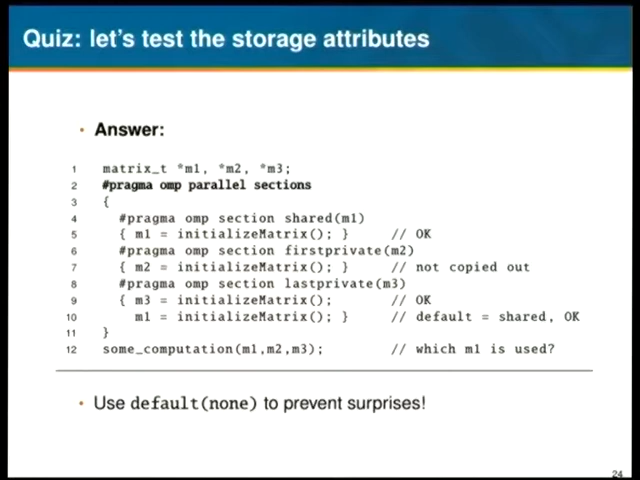 Quiz: let's test the storage attributes
• Answer:
1 matrix_t *m1, *m2, *m3;
2 #pragma omp parallel sections
3 {
4 #pragma omp section shared(m1)
5 { m1 = initializeMatrix(); } // OK
6 #pragma omp section firstprivate(m2)
7 { m2 = initializeMatrix(); } // not copied out
8 #pragma omp section lastprivate(m3)
9 { m3 = initializeMatrix(); // OK
10 m1 = initializeMatrix(); } // default = shared, OK
11 }
12 some_computation(m1,m2,m3); // which m1 is used?
• Use default(none) to prevent surprises!
24